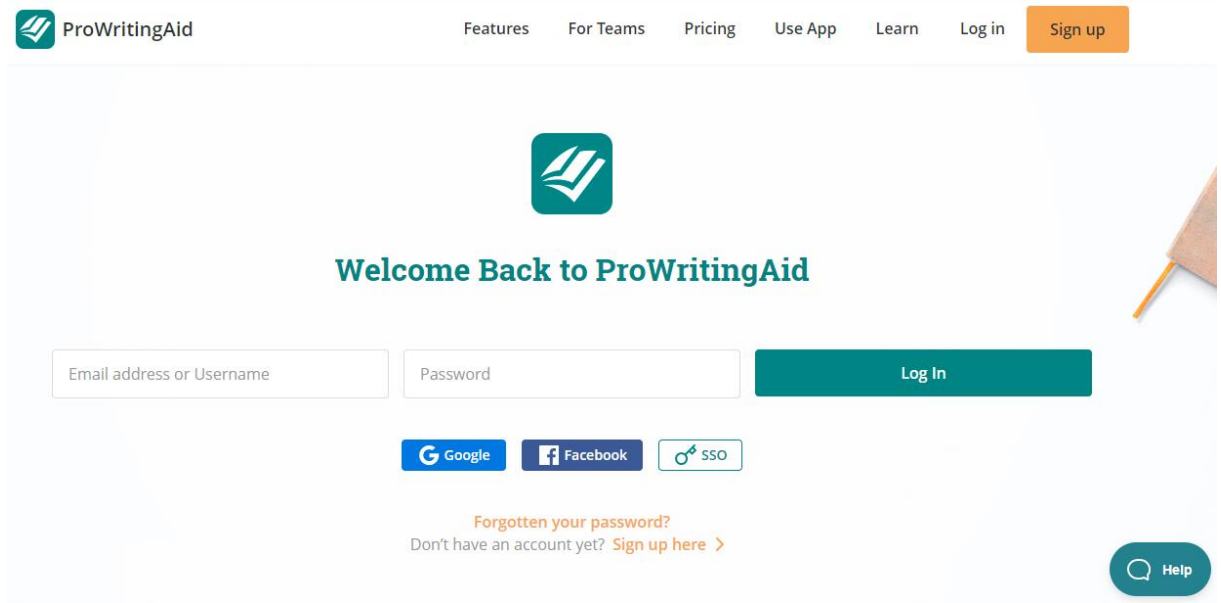 ProWritingAid Features For Teams Pricing Use App Learn Log in Sign up
Welcome Back to ProWritingAid
Email address or Username Password Log In
Google Facebook SSO
Forgotten your password?
Don't have an account yet? Sign up here >
Help